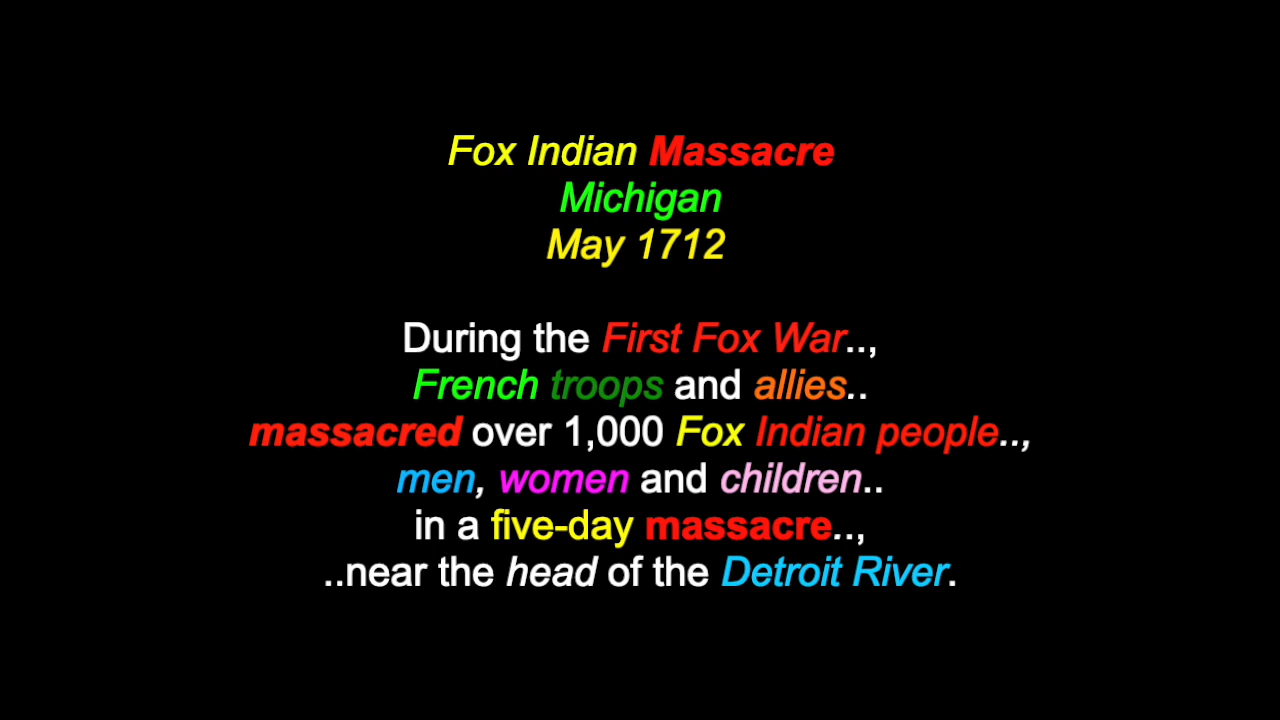 Fox Indian Massacre
Michigan
May 1712
During the First Fox War..,
French troops and allies..
massacred over 1,000 Fox Indian people..,
men, women and children..
in a five-day massacre..,
..near the head of the Detroit River.